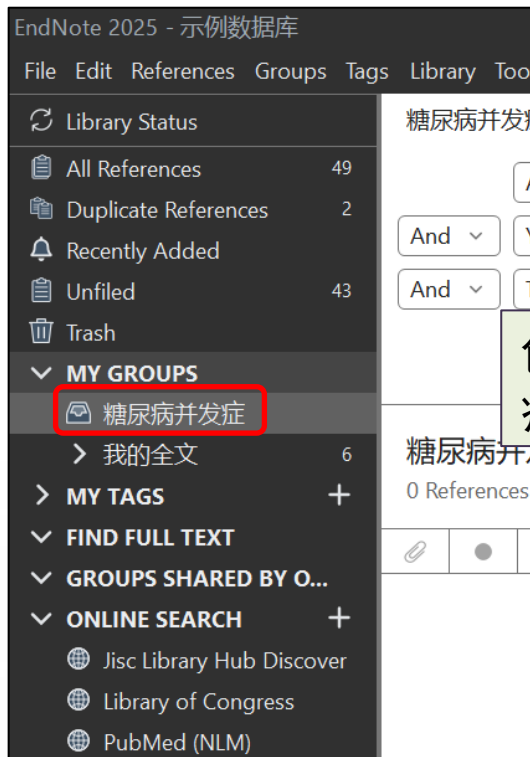 EndNote 2025 - 示例数据库
File Edit References Groups Tags Library Too
Library Status
All References 49
Duplicate References 2
Recently Added
Unfiled 43
Trash
MY GROUPS
糖尿病并发症
我的全文 6
MY TAGS +
FIND FULL TEXT
GROUPS SHARED BY O...
ONLINE SEARCH +
Jisc Library Hub Discover
Library of Congress
PubMed (NLM)
糖尿病并发
And
And
糖尿病并
0 References